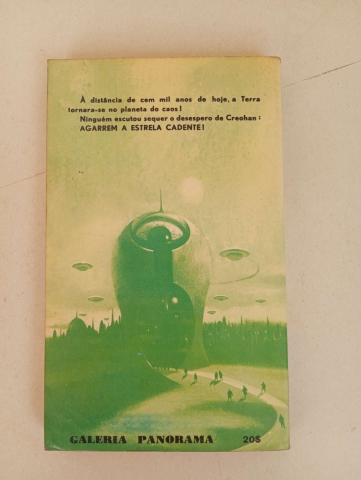 À distância de cem mil anos de hoje, a Terra
tornara-se no planeta do caos!
Ninguém escutou sequer o desespero de Creohan:
AGARREM A ESTRELA CADENTE!
GALERIA PANORAMA 20$